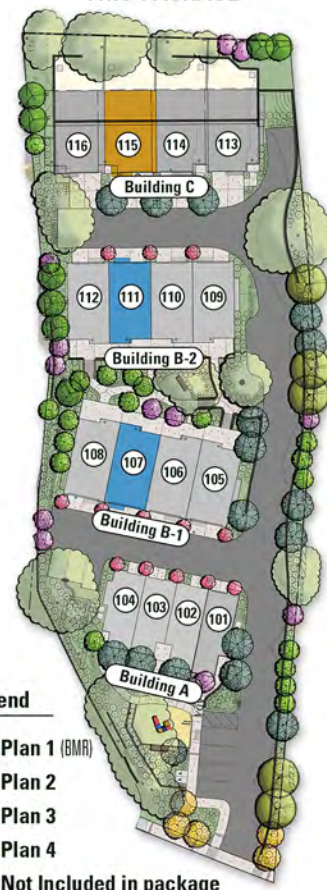 116
115
114
113
Building C
112
111
110
109
Building B-2
108
107
106
105
Building B-1
104
103
102
101
Building A
end
Plan 1 (BMR)
Plan 2
Plan 3
Plan 4
Not Included in package